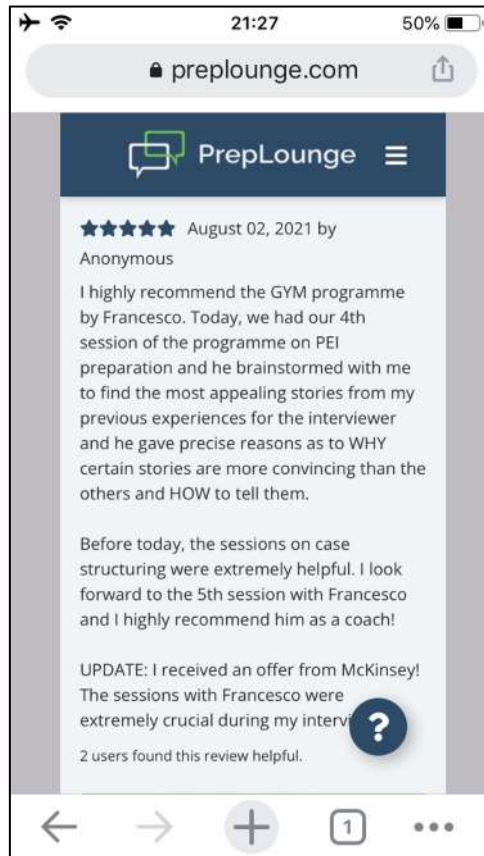 21:27
50%
preplounge.com
PrepLounge
August 02, 2021 by
Anonymous
I highly recommend the GYM programme
by Francesco. Today, we had our 4th
session of the programme on PEI
preparation and he brainstormed with me
to find the most appealing stories from my
previous experiences for the interviewer
and he gave precise reasons as to WHY
certain stories are more convincing than the
others and HOW to tell them.
Before today, the sessions on case
structuring were extremely helpful. I look
forward to the 5th session with Francesco
and I highly recommend him as a coach!
UPDATE: I received an offer from McKinsey!
The sessions with Francesco were
extremely crucial during my
?
2 users found this review helpful.
1